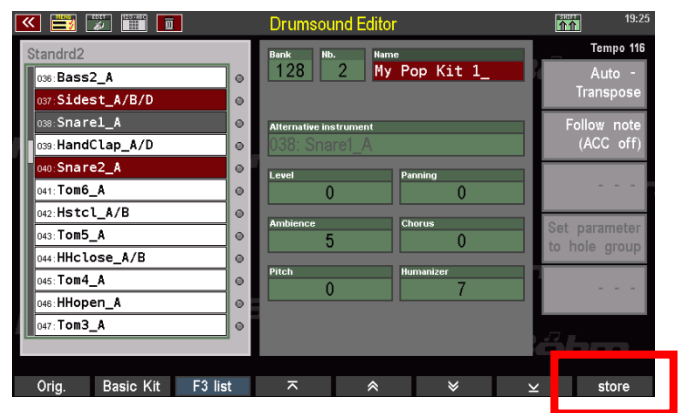 MENU
EDIT
Drumsound Editor
SHIFT
19:25
Standrd2
036: Bass2_A
037: Sidest_A/B/D
038: Snare1_A
039: HandClap_A/D
040: Snare2_A
041: Tom6_A
042: Hstcl_A/B
043: Tom5_A
044: HHclose_A/B
045: Tom4_A
046: HHopen_A
047: Tom3_A
Bank
128
Nb.
2
Name
My Pop Kit 1_
Alternative instrument
038: Snare1_A
Level
0
Panning
0
Ambience
5
Chorus
0
Pitch
0
Humanizer
7
Tempo 116
Auto -
Transpose
Follow note
(ACC off)
- - -
Set parameter
to hole group
- - -
Orig.
Basic Kit
F3 list
store